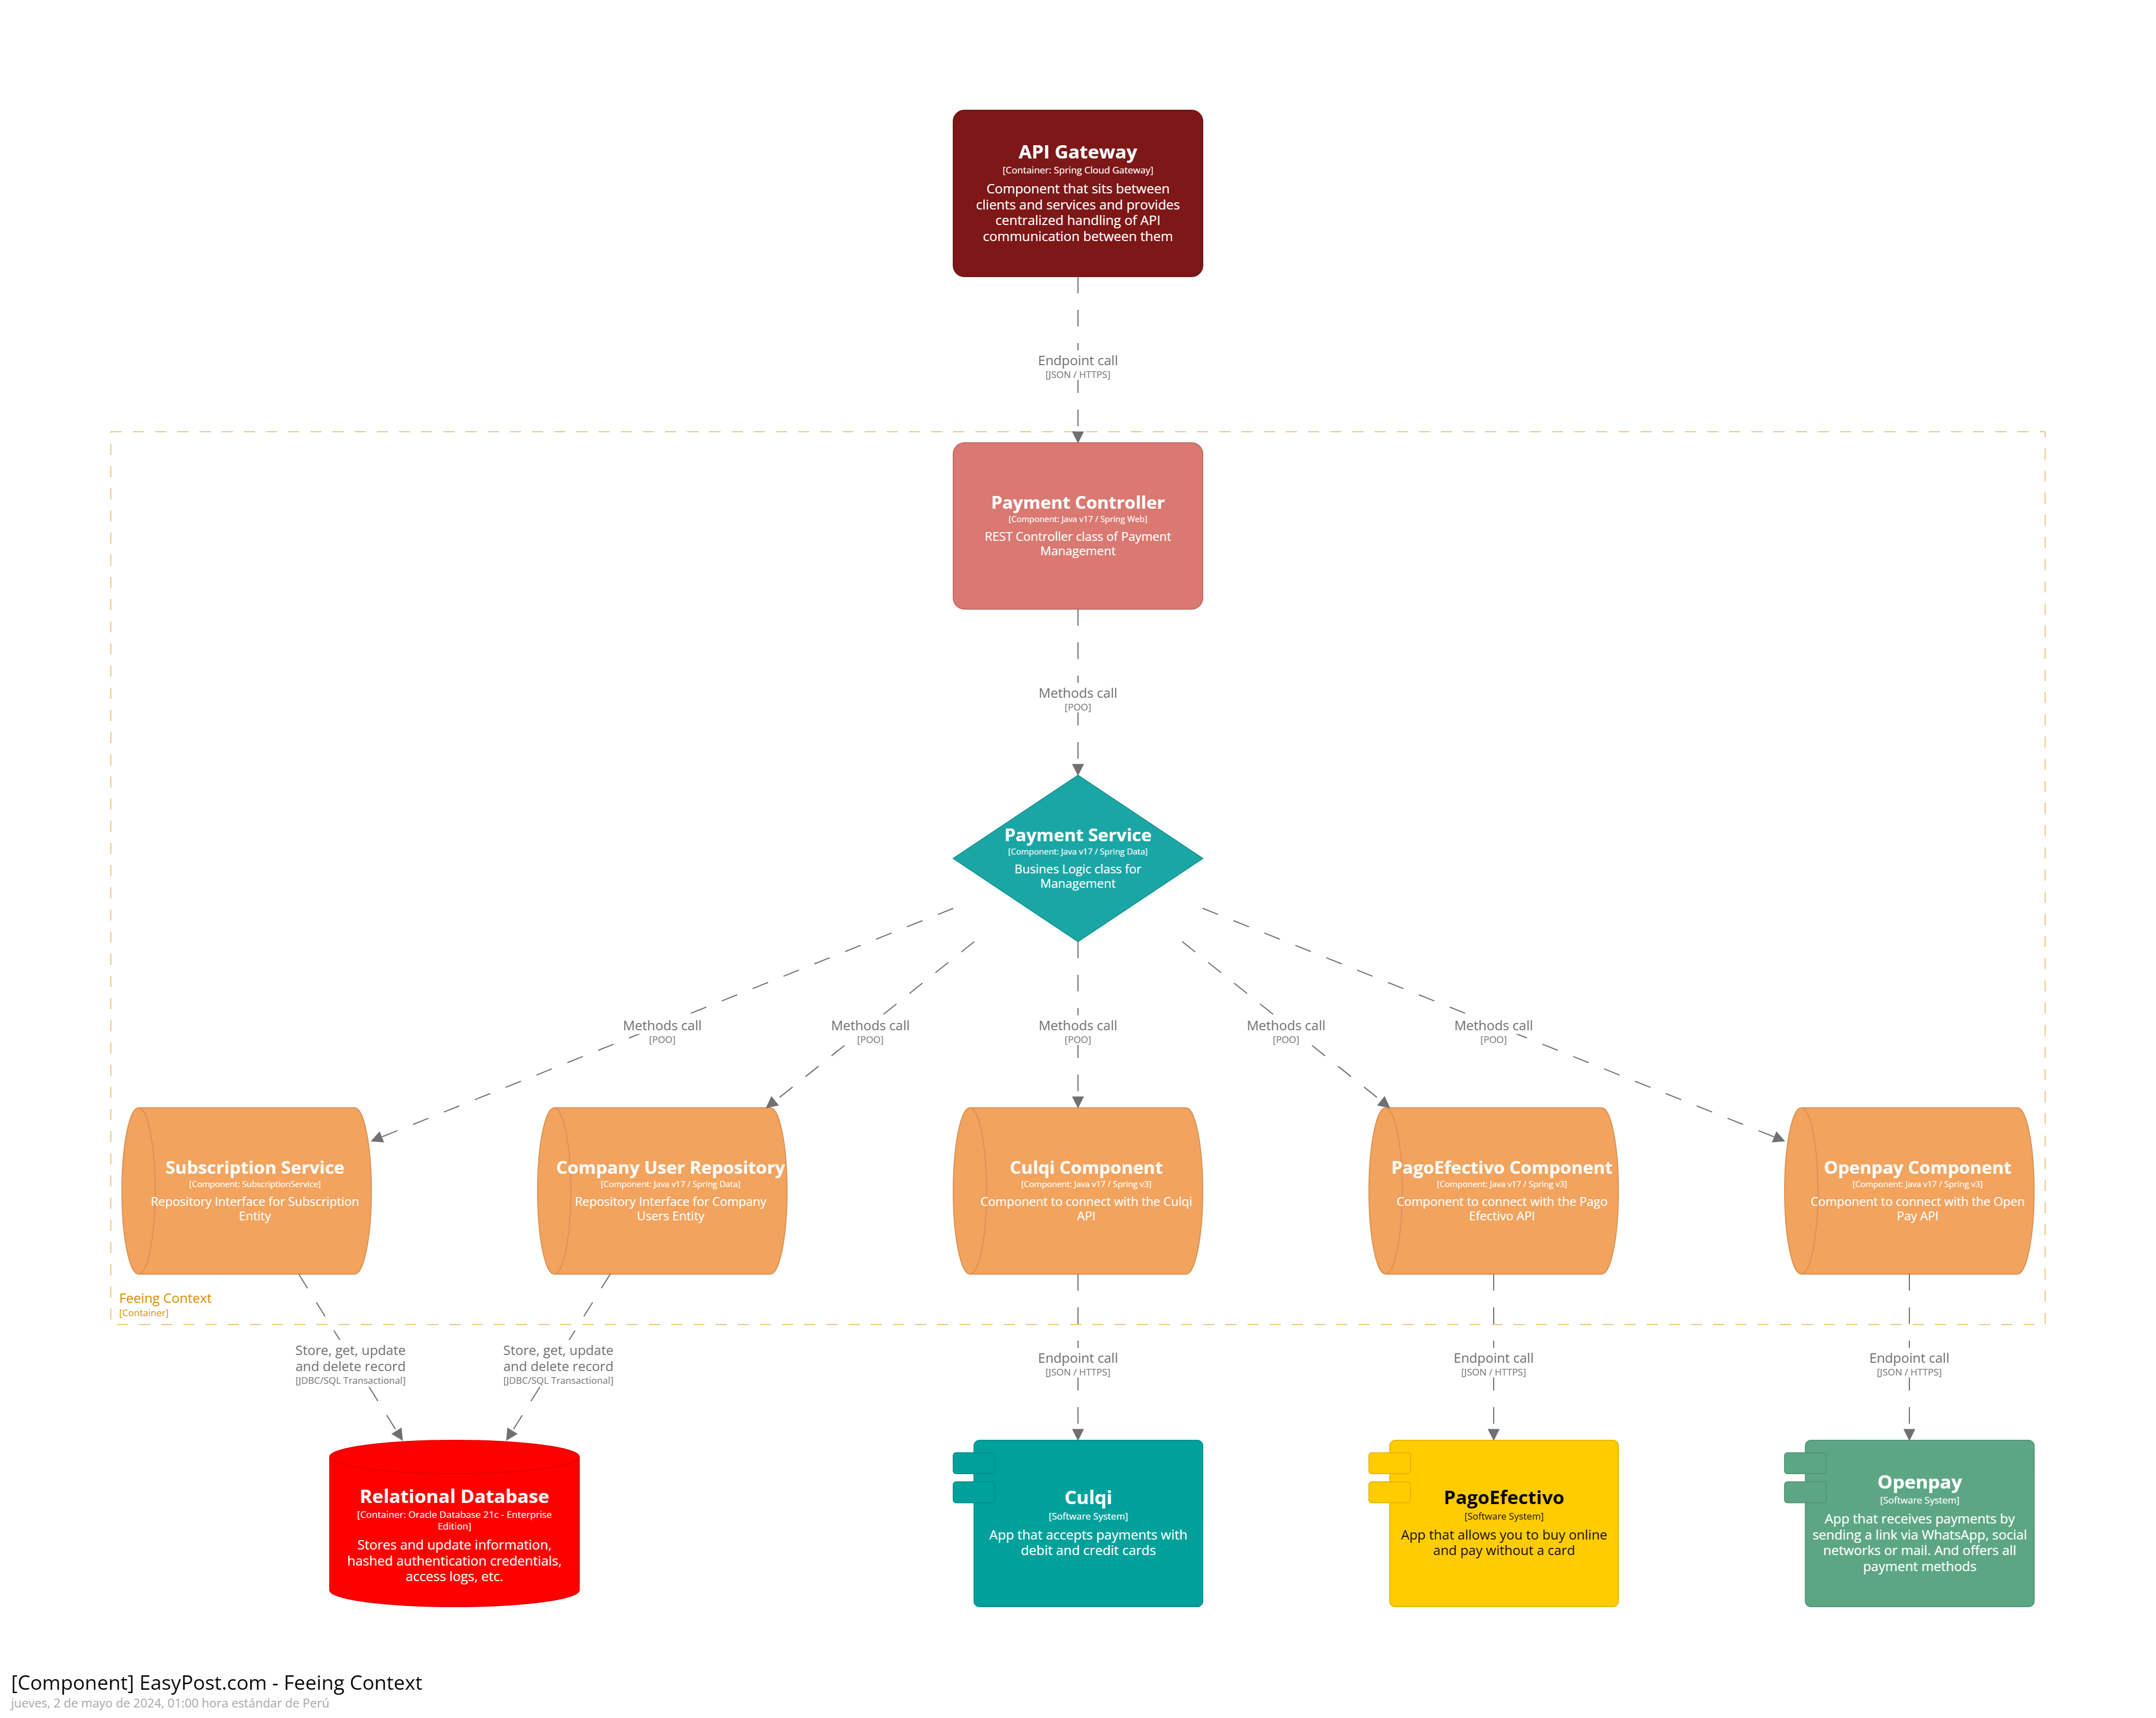 API Gateway
[Container: Spring Cloud Gateway]
Component that sits between
clients and services and provides
centralized handling of API
communication between them
Endpoint call
[JSON / HTTPS]
Payment Controller
[Component: Java v17 / Spring Web]
REST Controller class of Payment
Management
Methods call
[POO]
Payment Service
[Component: Java v17 / Spring Data]
Busines Logic class for
Management
Methods call
[POO]
Methods call
[POO]
Methods call
[POO]
Methods call
[POO]
Methods call
[POO]
Subscription Service
[Component: SubscriptionService]
Repository Interface for Subscription
Entity
Company User Repository
[Component: Java v17 / Spring Data]
Repository Interface for Company
Users Entity
Culqi Component
[Component: Java v17 / Spring v3]
Component to connect with the Culqi
API
PagoEfectivo Component
[Component: Java v17 / Spring v3]
Component to connect with the Pago
Efectivo API
Openpay Component
[Component: Java v17 / Spring v3]
Component to connect with the Open
Pay API
Feeing Context
[Container]
Store, get, update
and delete record
[JDBC/SQL Transactional]
Store, get, update
and delete record
[JDBC/SQL Transactional]
Endpoint call
[JSON / HTTPS]
Endpoint call
[JSON / HTTPS]
Endpoint call
[JSON / HTTPS]
Relational Database
[Container: Oracle Database 21c - Enterprise
Edition]
Stores and update information,
hashed authentication credentials,
access logs, etc.
Culqi
[Software System]
App that accepts payments with
debit and credit cards
PagoEfectivo
[Software System]
App that allows you to buy online
and pay without a card
Openpay
[Software System]
App that receives payments by
sending a link via WhatsApp, social
networks or mail. And offers all
payment methods
[Component] EasyPost.com - Feeing Context
jueves, 2 de mayo de 2024, 01:00 hora estándar de Perú